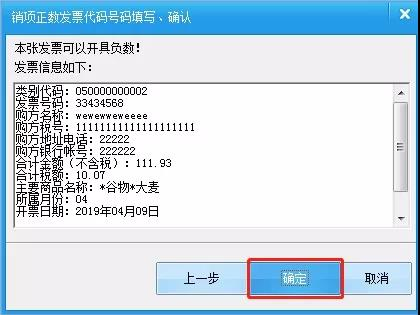 销项正数发票代码号码填写、确认
本张发票可以开具负数!
发票信息如下:
类别代码: 050000000002
发票号码: 33434568
购方名称: wewewweweeee
购方税号: 11111111111111111111
购方地址电话: 22222
购方银行帐号: 222222
合计金额（不含税）: 111.93
合计税额: 10.07
主要商品名称: *谷物*大麦
所属月份: 04
开票日期: 2019年04月09日
上一步 确定 取消